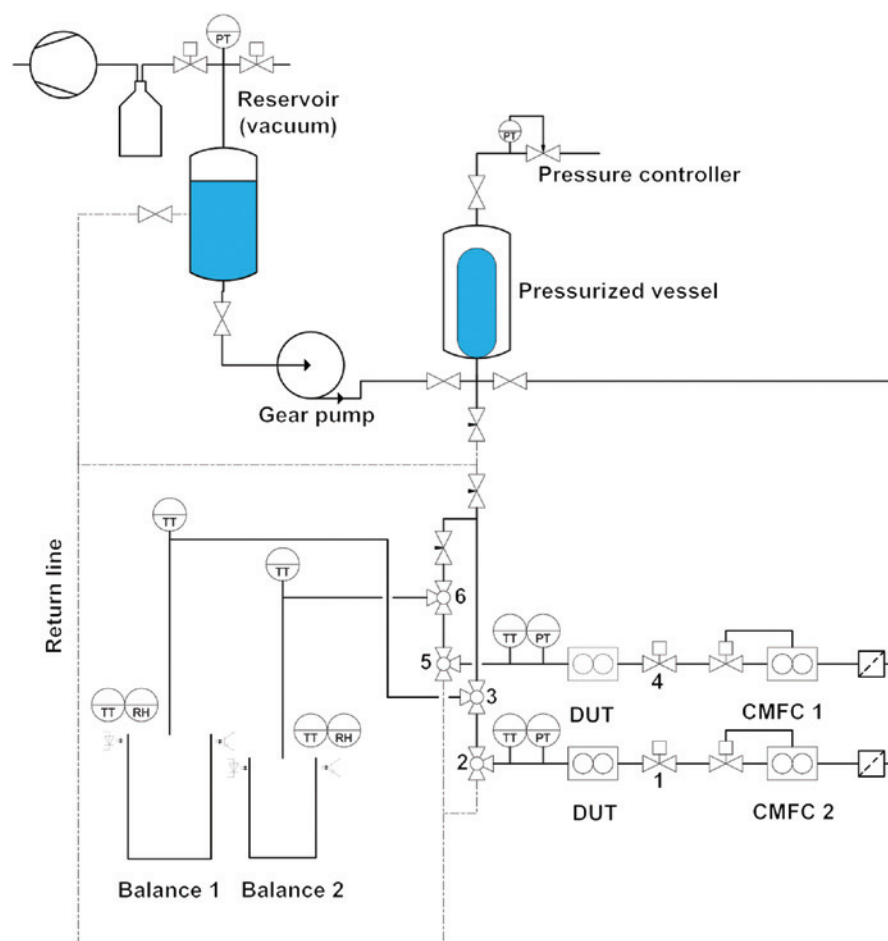 PT
Reservoir
(vacuum)
PT
Pressure controller
Pressurized vessel
Gear pump
Return line
TT
TT
6
TT
PT
5
4
DUT
CMFC 1
3
TT
RH
TT
RH
TT
PT
2
1
DUT
CMFC 2
Balance 1
Balance 2